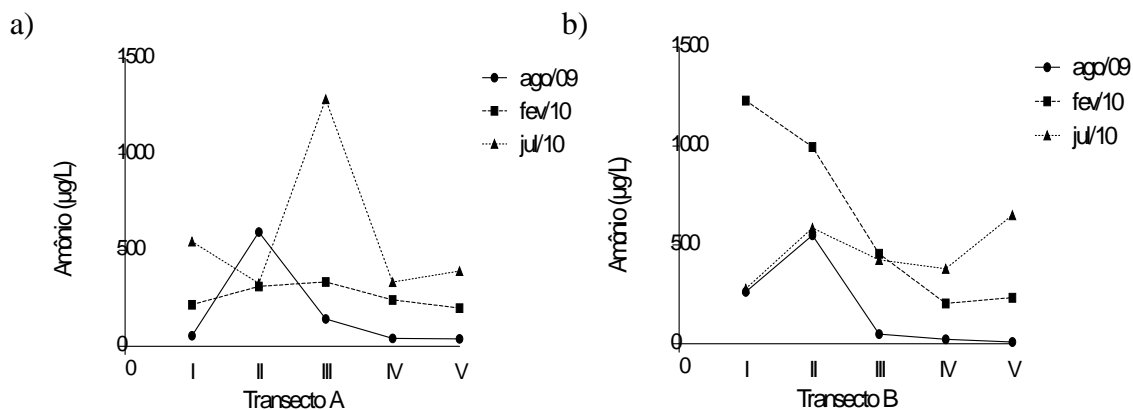 a)
1500
1000
500
0
0
Amônio (µg/L)
I II III IV V
Transecto A
ago/09
fev/10
jul/10
b)
1500
1000
500
0
0
Amônio (µg/L)
I II III IV V
Transecto B
ago/09
fev/10
jul/10